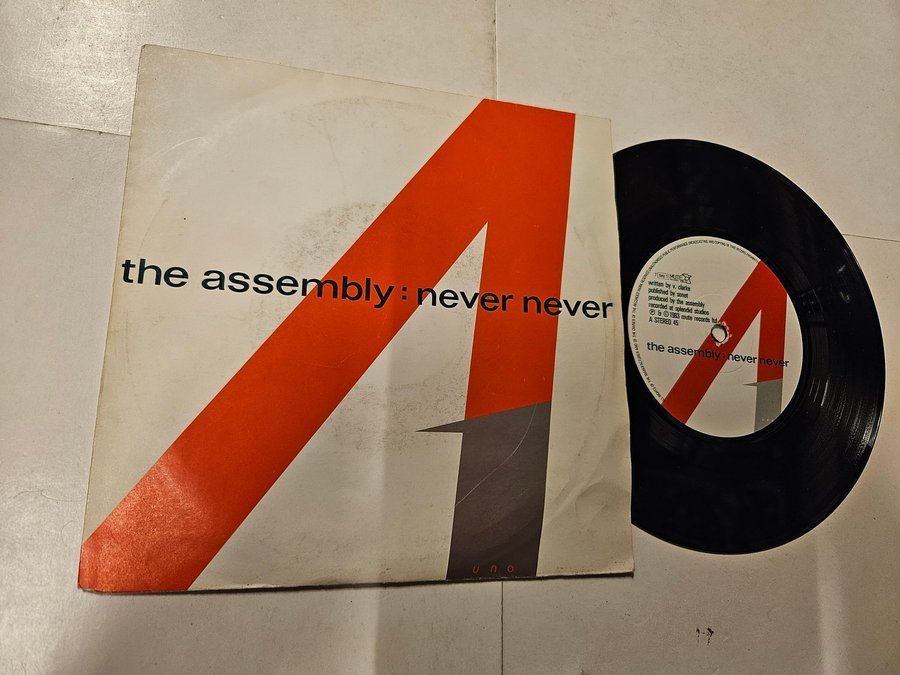 the assembly : never never
uno
written by v. clarke
published by sonet
produced by the assembly
recorded at splendid studios
℗ & © 1983 mute records ltd
A STEREO 45
the assembly : never never